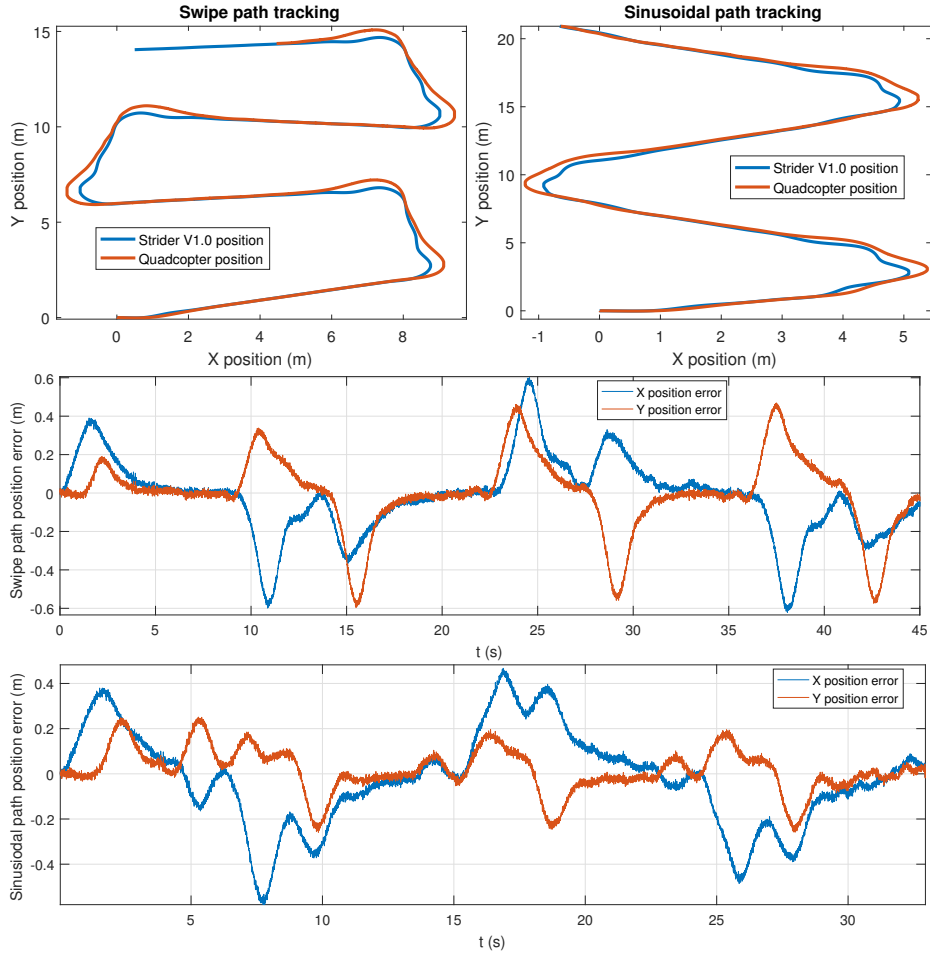 Swipe path tracking
15
10
5
0
Y position (m)
0
2
4
6
8
X position (m)
Strider V1.0 position
Quadcopter position
Sinusoidal path tracking
20
15
10
5
0
Y position (m)
-1
0
1
2
3
4
5
X position (m)
Strider V1.0 position
Quadcopter position
0.6
0.4
0.2
0
-0.2
-0.4
-0.6
Swipe path position error (m)
X position error
Y position error
0
5
10
15
20
25
30
35
40
45
t (s)
0.4
0.2
0
-0.2
-0.4
Sinusiodal path position error (m)
X position error
Y position error
5
10
15
20
25
30
t (s)